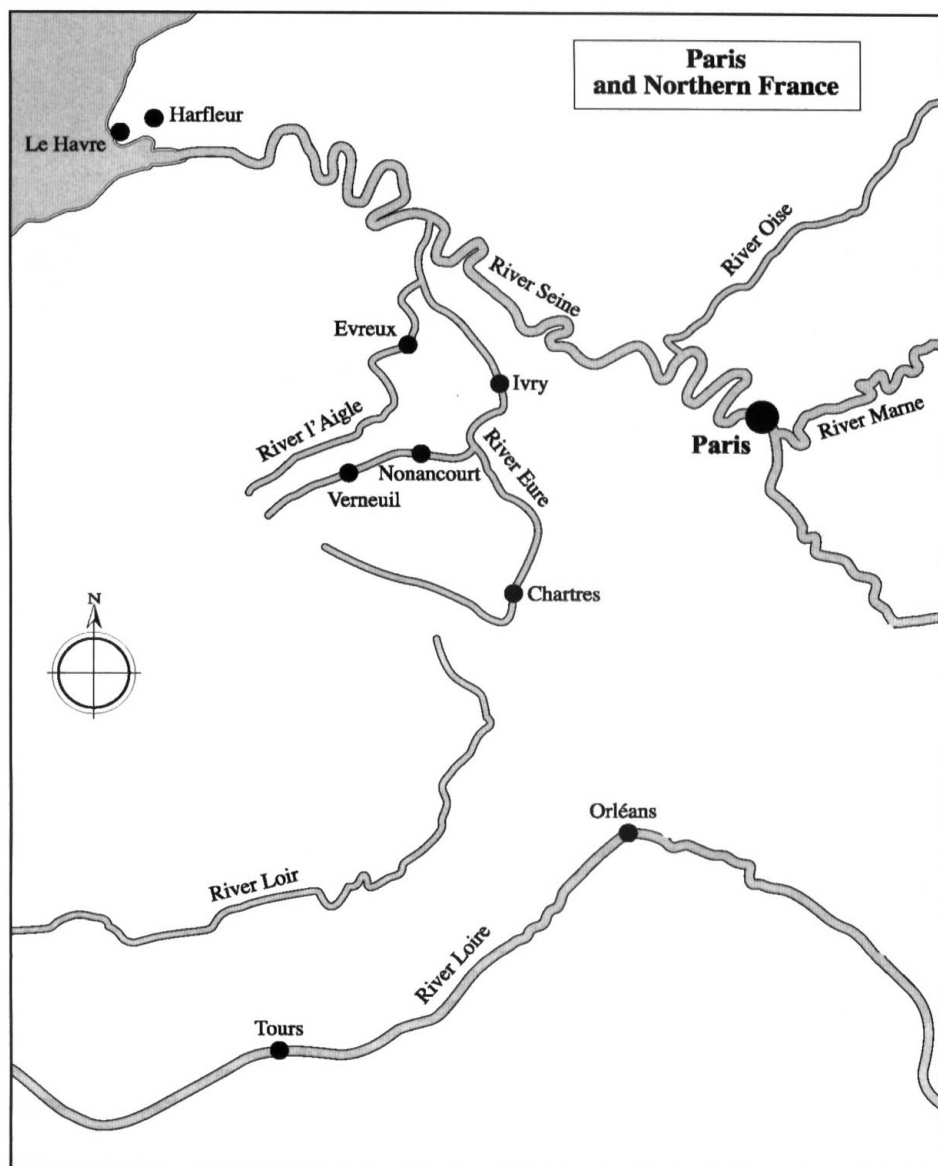 Paris
and Northern France
Harfleur
Le Havre
River Oise
River Seine
Evreux
Ivry
River Marne
Paris
River l'Aigle
River Eure
Nonancourt
Verneuil
Chartres
N
Orléans
River Loir
River Loire
Tours